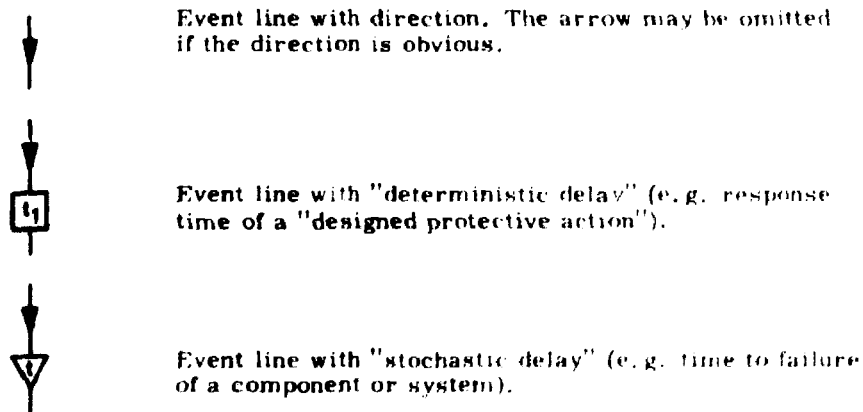 Event line with direction. The arrow may be omitted
if the direction is obvious.
t1
Event line with "deterministic delay" (e.g. response
time of a "designed protective action").
t
Event line with "stochastic delay" (e.g. time to failure
of a component or system).